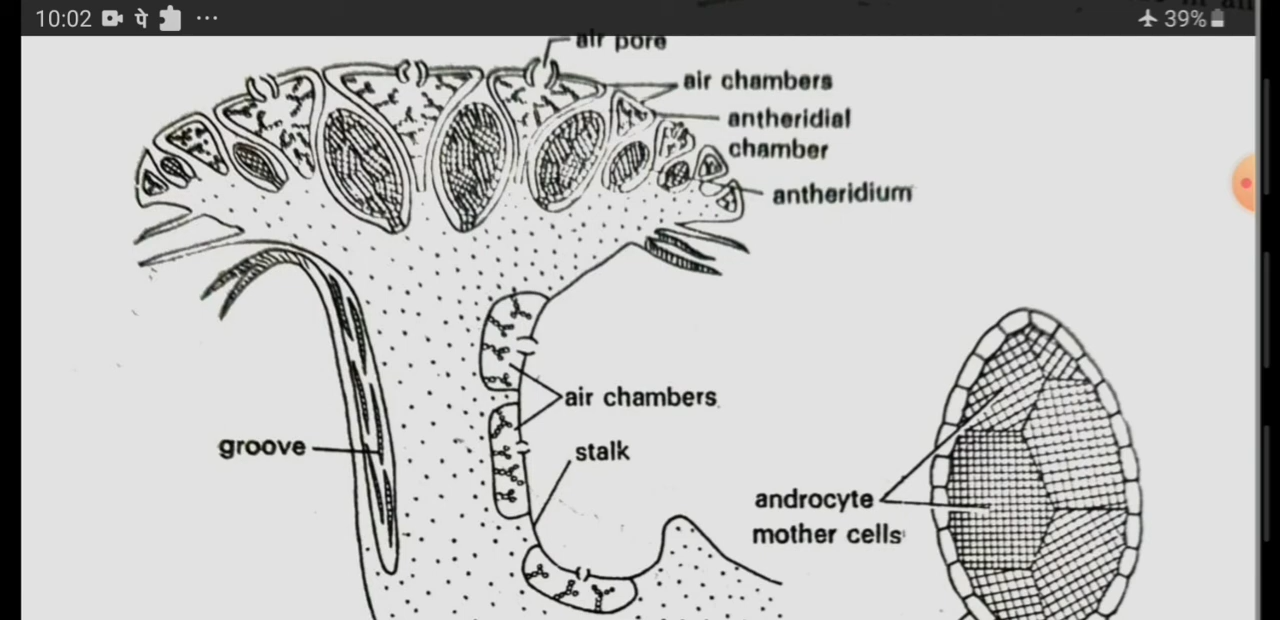 10:02 पे ... 39%
air pore
air chambers
antheridial
chamber
antheridium
air chambers
groove
stalk
androcyte
mother cells